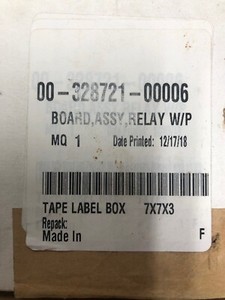 00-328721-00006
BOARD,ASSY,RELAY W/P
MQ 1 Date Printed: 12/17/18
TAPE LABEL BOX 7X7X3
Repack:
Made In F